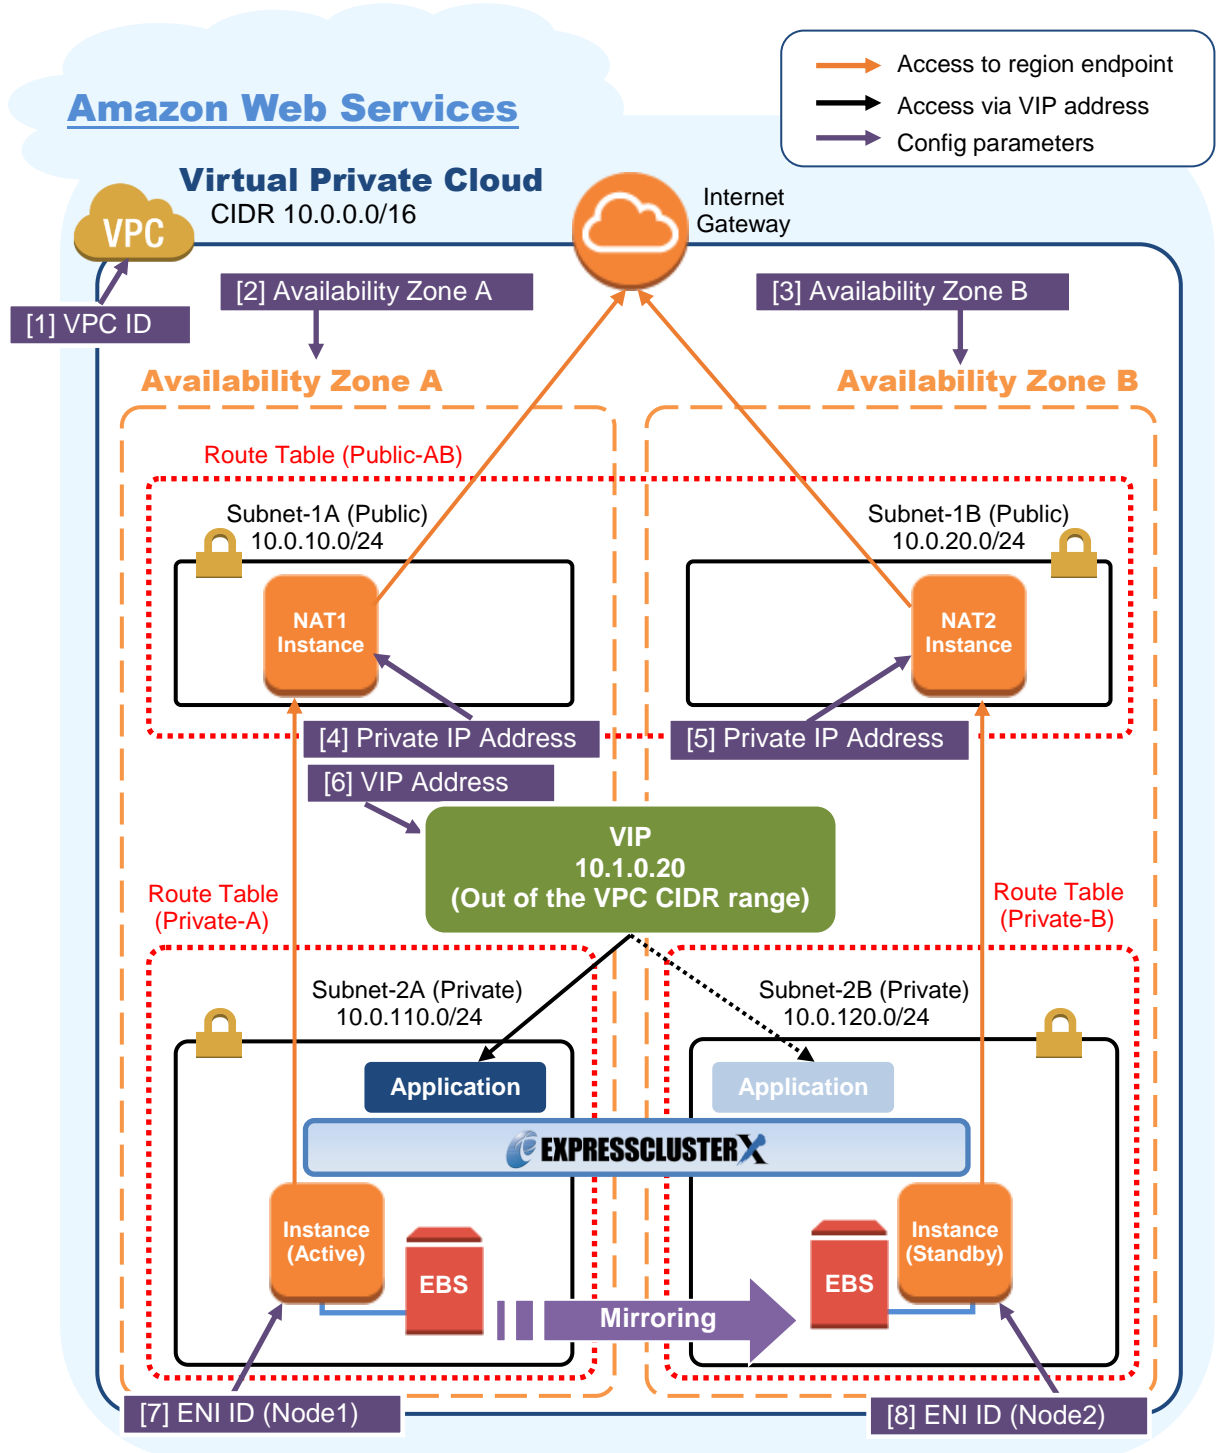 Access to region endpoint
Access via VIP address
Config parameters
Amazon Web Services
Virtual Private Cloud
CIDR 10.0.0.0/16
VPC
Internet
Gateway
[1] VPC ID
[2] Availability Zone A
[3] Availability Zone B
Availability Zone A
Availability Zone B
Route Table (Public-AB)
Subnet-1A (Public)
10.0.10.0/24
Subnet-1B (Public)
10.0.20.0/24
NAT1
Instance
NAT2
Instance
[4] Private IP Address
[5] Private IP Address
[6] VIP Address
VIP
10.1.0.20
(Out of the VPC CIDR range)
Route Table
(Private-A)
Route Table
(Private-B)
Subnet-2A (Private)
10.0.110.0/24
Subnet-2B (Private)
10.0.120.0/24
Application
Application
EXPRESSCLUSTER X
Instance
(Active)
EBS
EBS
Instance
(Standby)
Mirroring
[7] ENI ID (Node1)
[8] ENI ID (Node2)